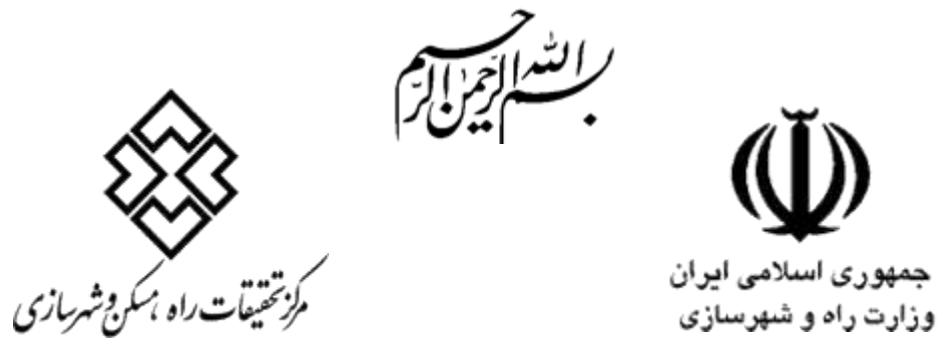 بسم الله الرحمن الرحیم
جمهوری اسلامی ایران
وزارت راه و شهرسازی
مرکز تحقیقات راه، مسکن و شهرسازی